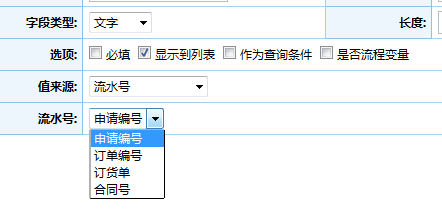 字段类型: 文字 长度:
选项: 必填 显示到列表 作为查询条件 是否流程变量
值来源: 流水号
流水号: 申请编号
申请编号
订单编号
订货单
合同号